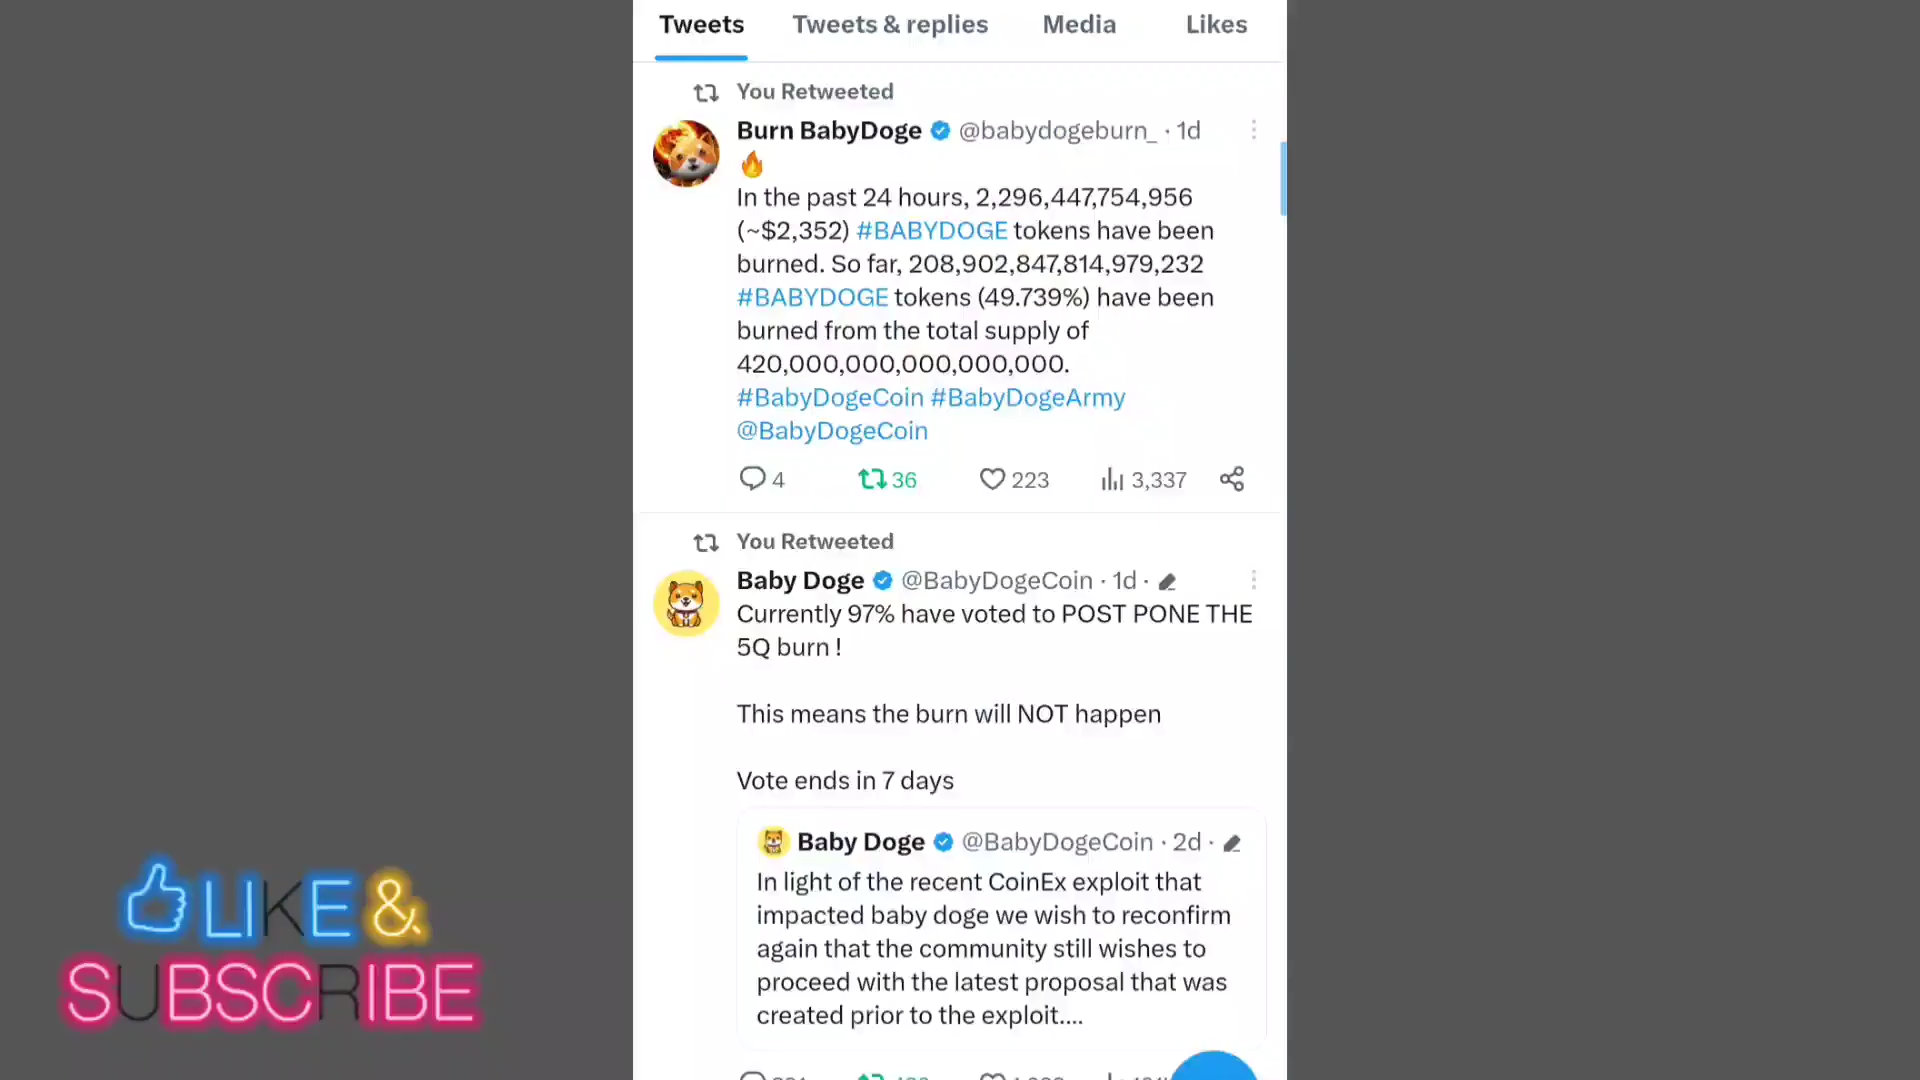 Tweets Tweets & replies Media Likes
You Retweeted
Burn BabyDoge @babydogeburn_ · 1d
In the past 24 hours, 2,296,447,754,956
(~$2,352) #BABYDOGE tokens have been
burned. So far, 208,902,847,814,979,232
#BABYDOGE tokens (49.739%) have been
burned from the total supply of
420,000,000,000,000,000.
#BabyDogeCoin #BabyDogeArmy
@BabyDogeCoin
4 36 223 3,337
You Retweeted
Baby Doge @BabyDogeCoin · 1d ·
Currently 97% have voted to POST PONE THE
5Q burn !
This means the burn will NOT happen
Vote ends in 7 days
Baby Doge @BabyDogeCoin · 2d ·
In light of the recent CoinEx exploit that
impacted baby doge we wish to reconfirm
again that the community still wishes to
proceed with the latest proposal that was
created prior to the exploit....
LIKE &
SUBSCRIBE